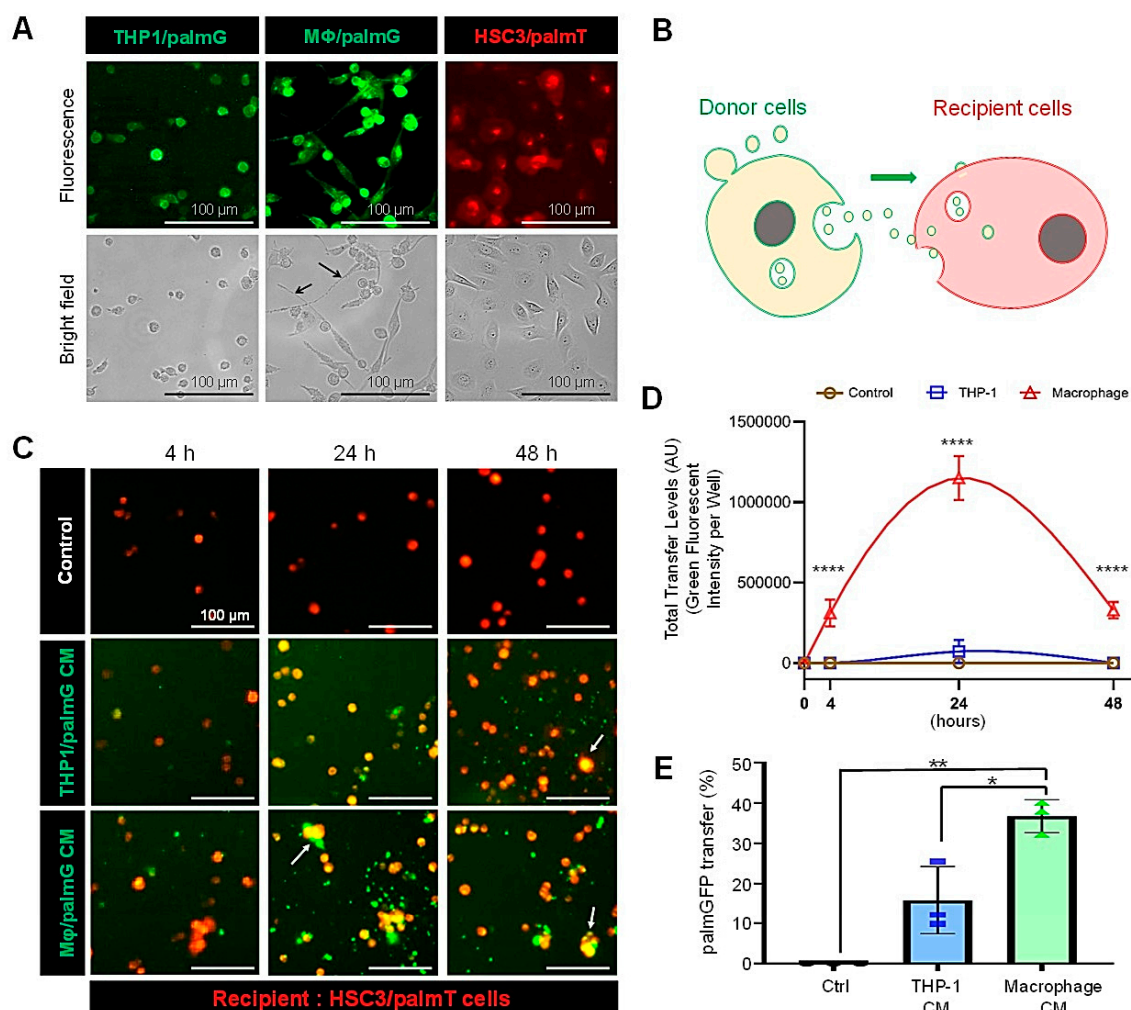 A
THP1/palmG
MΦ/palmG
HSC3/palmT
Fluorescence
100 µm
100 µm
100 µm
Bright field
100 µm
100 µm
100 µm
B
Donor cells
Recipient cells
C
4 h
24 h
48 h
Control
100 µm
THP1/palmG CM
Mφ/palmG CM
Recipient : HSC3/palmT cells
D
Control
THP-1
Macrophage
Total Transfer Levels (AU)
(Green Fluorescent
Intensity per Well)
1500000
1000000
500000
0
****
****
****
0
4
24
48
(hours)
E
palmGFP transfer (%)
50
40
30
20
10
0
**
*
Ctrl
THP-1
CM
Macrophage
CM